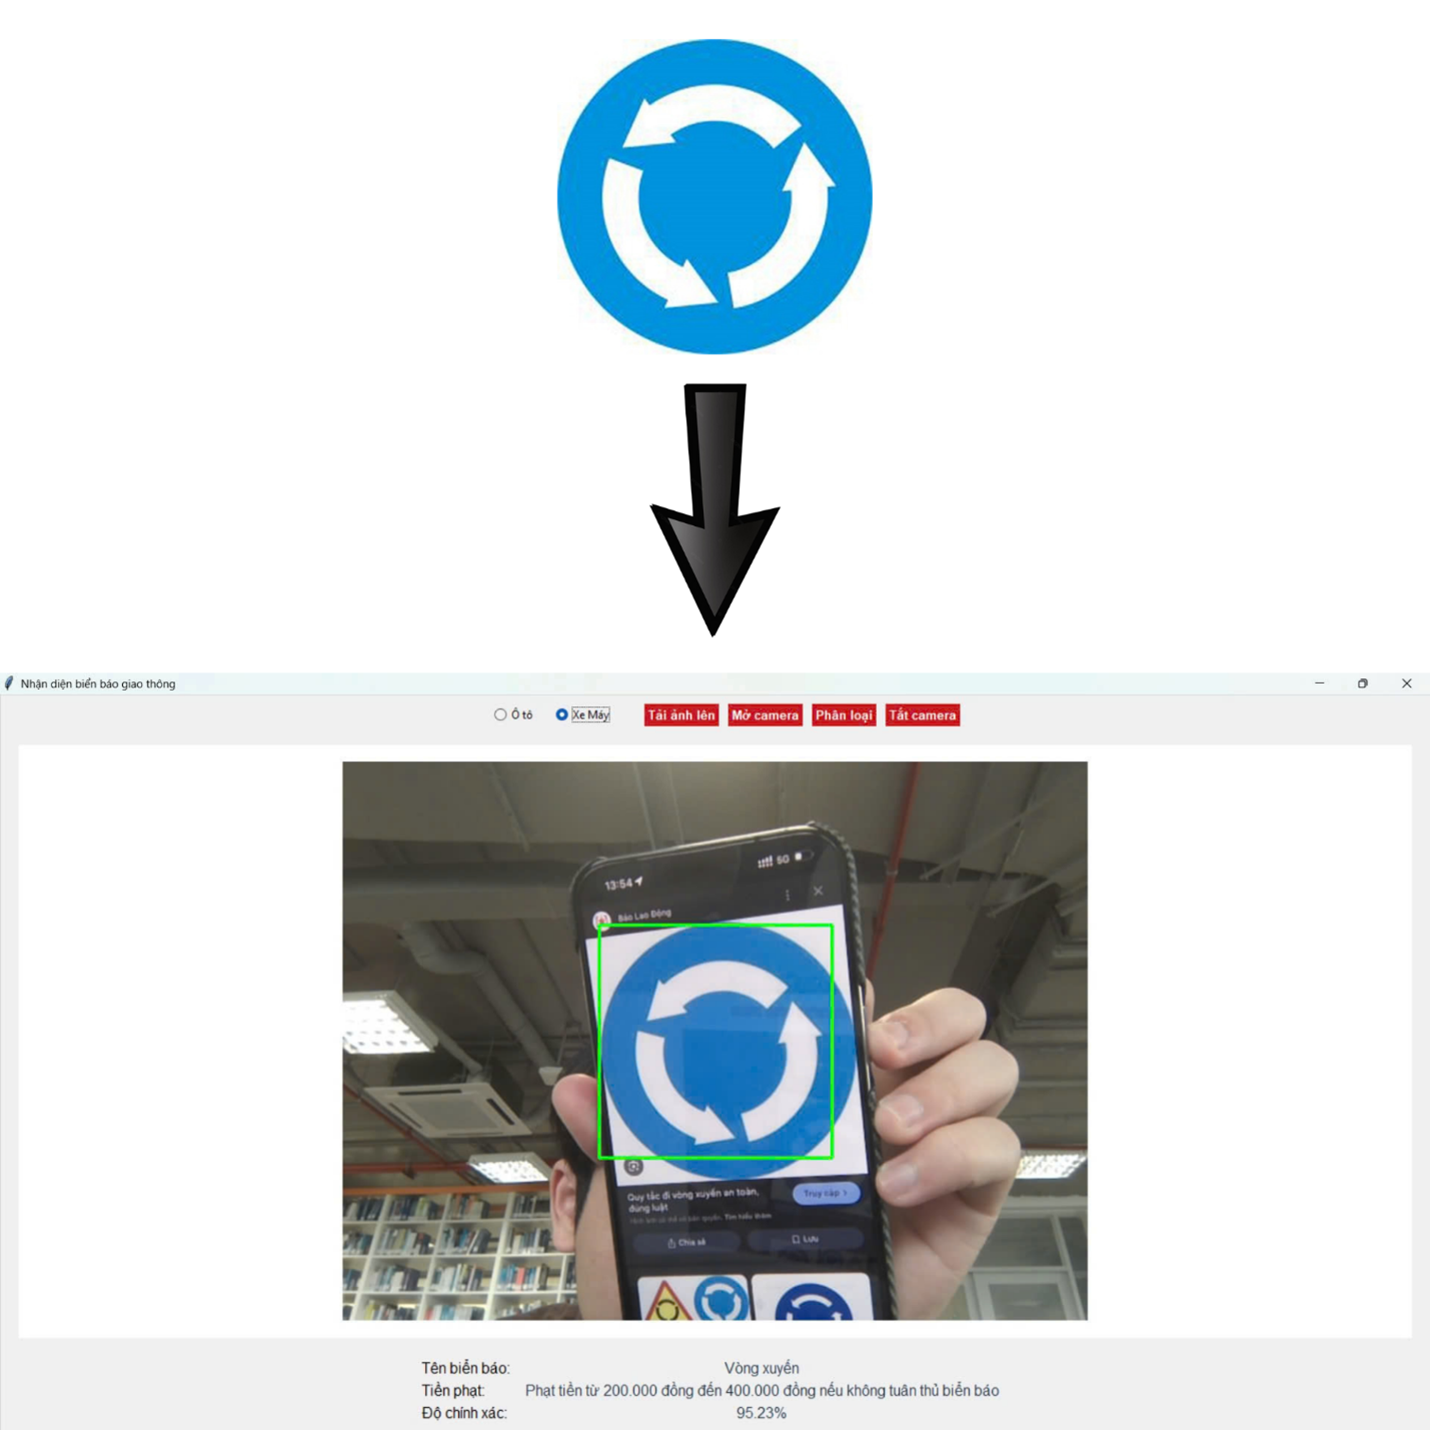 Nhận diện biển báo giao thông
Ô tô Xe Máy Tải ảnh lên Mở camera Phân loại Tắt camera
13:54 5G
Báo Lao Động
Quy tắc đi vòng xuyến an toàn,
đúng luật
Truy cập >
Tìm hiểu thêm
Chia sẻ Lưu
Tên biển báo: Vòng xuyến
Tiền phạt: Phạt tiền từ 200.000 đồng đến 400.000 đồng nếu không tuân thủ biển báo
Độ chính xác: 95.23%